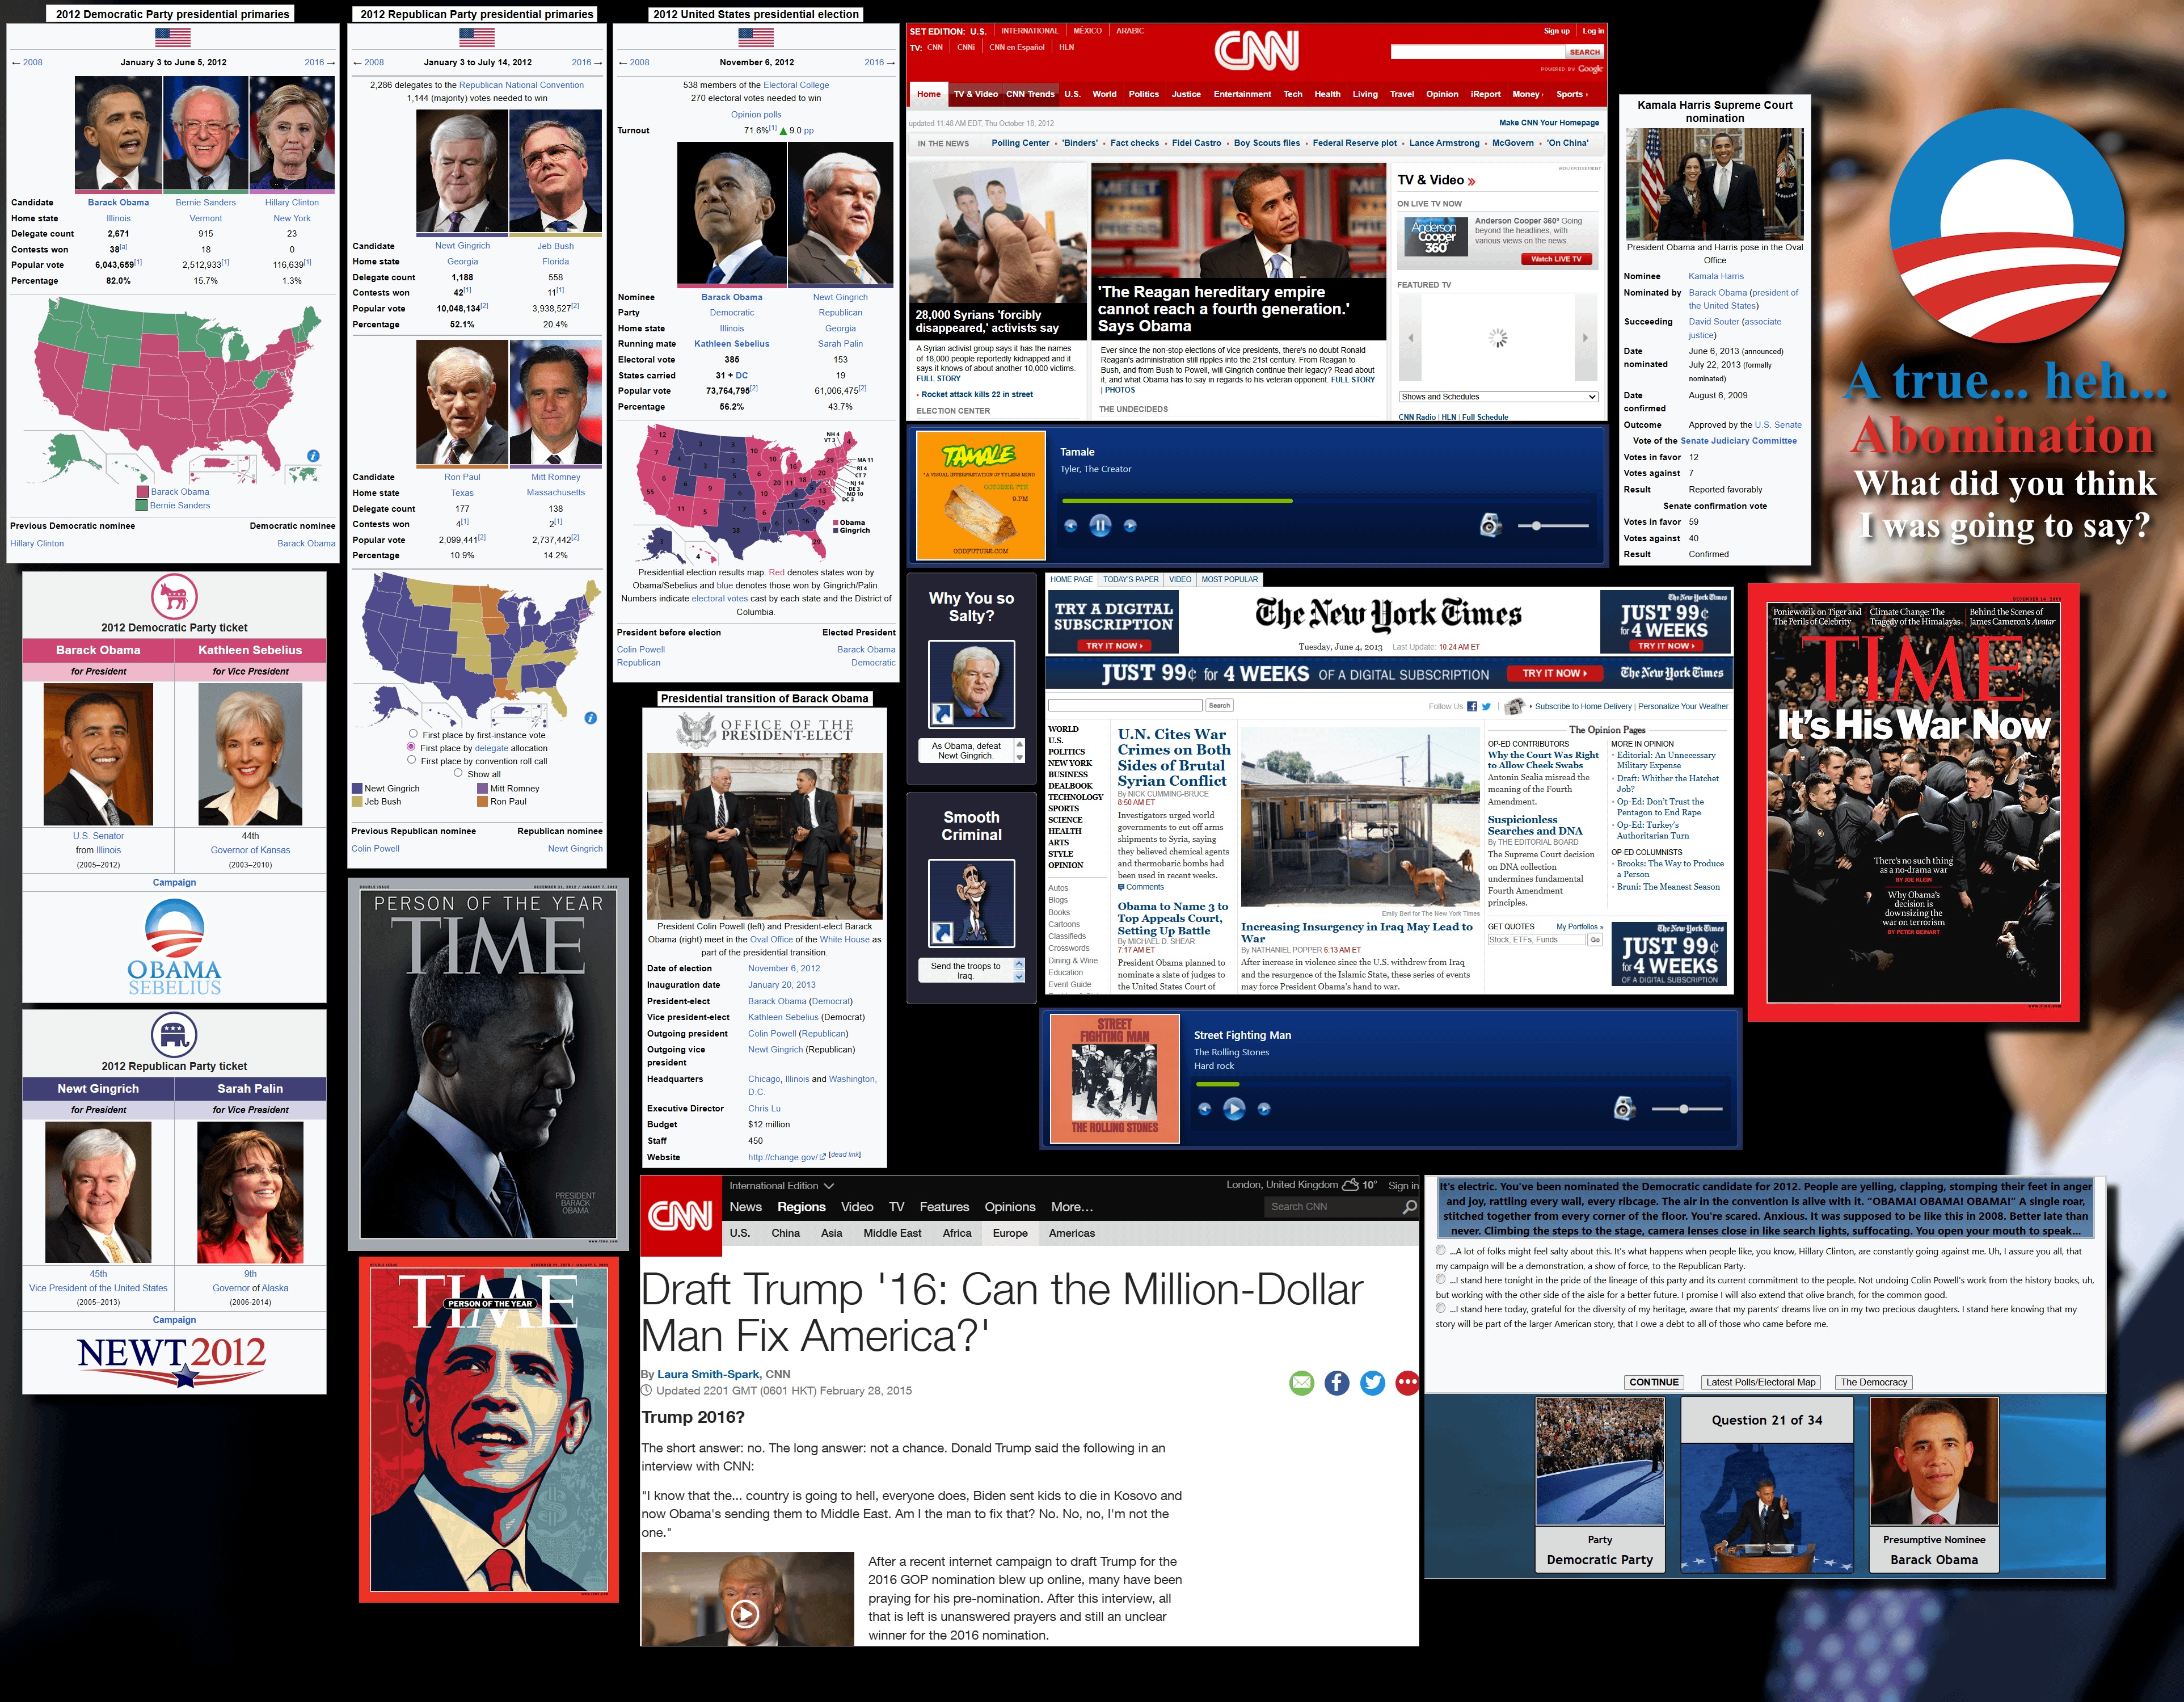 2012 Democratic Party presidential primaries
← 2008
January 3 to June 5, 2012
2016 →
Candidate Barack Obama Bernie Sanders Hillary Clinton
Home state Illinois Vermont New York
Delegate count 2,671 915 23
Contests won 38[a] 18 0
Popular vote 6,043,659[1] 2,512,933[1] 116,639[1]
Percentage 82.0% 15.7% 1.3%
Barack Obama
Bernie Sanders
Previous Democratic nominee Democratic nominee
Hillary Clinton Barack Obama
2012 Democratic Party ticket
Barack Obama Kathleen Sebelius
for President for Vice President
U.S. Senator
from Illinois
(2005–2012)
44th
Governor of Kansas
(2003–2010)
Campaign
OBAMA
SEBELIUS
2012 Republican Party ticket
Newt Gingrich Sarah Palin
for President for Vice President
45th
Vice President of the United States
(2005–2013)
9th
Governor of Alaska
(2006-2014)
Campaign
NEWT 2012
2012 Republican Party presidential primaries
← 2008
January 3 to July 14, 2012
2016 →
2,286 delegates to the Republican National Convention
1,144 (majority) votes needed to win
Candidate Newt Gingrich Jeb Bush
Home state Georgia Florida
Delegate count 1,188 558
Contests won 42[1] 11[1]
Popular vote 10,048,134[2] 3,938,527[2]
Percentage 52.1% 20.4%
Candidate Ron Paul Mitt Romney
Home state Texas Massachusetts
Delegate count 177 138
Contests won 4[1] 2[1]
Popular vote 2,099,441[2] 2,737,442[2]
Percentage 10.9% 14.2%
First place by first-instance vote
First place by delegate allocation
First place by convention roll call
Show all
Newt Gingrich Mitt Romney
Jeb Bush Ron Paul
Previous Republican nominee Republican nominee
Colin Powell Newt Gingrich
DOUBLE ISSUE
DECEMBER 31, 2012 / JANUARY 7, 2013
PERSON OF THE YEAR
TIME
PRESIDENT
BARACK
OBAMA
www.time.com
TIME
PERSON OF THE YEAR
2012 United States presidential election
← 2008
November 6, 2012
2016 →
538 members of the Electoral College
270 electoral votes needed to win
Opinion polls
Turnout 71.6%[1] ▲ 9.0 pp
Nominee Barack Obama Newt Gingrich
Party Democratic Republican
Home state Illinois Georgia
Running mate Kathleen Sebelius Sarah Palin
Electoral vote 385 153
States carried 31 + DC 19
Popular vote 73,764,795[2] 61,006,475[2]
Percentage 56.2% 43.7%
NH 4
VT 3
MA 11
RI 4
CT 7
NJ 14
DE 3
MD 10
DC 3
Obama
Gingrich
Presidential election results map. Red denotes states won by
Obama/Sebelius and blue denotes those won by Gingrich/Palin.
Numbers indicate electoral votes cast by each state and the District of
Columbia.
President before election Elected President
Colin Powell Barack Obama
Republican Democratic
Presidential transition of Barack Obama
OFFICE OF THE
PRESIDENT-ELECT
President Colin Powell (left) and President-elect Barack
Obama (right) meet in the Oval Office of the White House as
part of the presidential transition.
Date of election November 6, 2012
Inauguration date January 20, 2013
President-elect Barack Obama (Democrat)
Vice president-elect Kathleen Sebelius (Democrat)
Outgoing president Colin Powell (Republican)
Outgoing vice president Newt Gingrich (Republican)
Headquarters Chicago, Illinois and Washington,
D.C.
Executive Director Chris Lu
Budget $12 million
Staff 450
Website http://change.gov/ [dead link]
SET EDITION: U.S. INTERNATIONAL MÉXICO ARABIC
TV: CNN CNNi CNN en Español HLN
CNN
Sign up Log in
SEARCH
POWERED BY Google
Home TV & Video CNN Trends U.S. World Politics Justice Entertainment Tech Health Living Travel Opinion iReport Money Sports
updated 11:48 AM EDT, Thu October 18, 2012
Make CNN Your Homepage
IN THE NEWS Polling Center • 'Binders' • Fact checks • Fidel Castro • Boy Scouts files • Federal Reserve plot • Lance Armstrong • McGovern • 'On China'
28,000 Syrians 'forcibly
disappeared,' activists say
A Syrian activist group says it has the names
of 18,000 people reportedly kidnapped and it
says it knows of about another 10,000 victims.
FULL STORY
• Rocket attack kills 22 in street
ELECTION CENTER
MEET
PRESS
'The Reagan hereditary empire
cannot reach a fourth generation.'
Says Obama
Ever since the non-stop elections of vice presidents, there's no doubt Ronald
Reagan's administration still ripples into the 21st century. From Reagan to
Bush, and from Bush to Powell, will Gingrich continue their legacy? Read about
it, and what Obama has to say in regards to his veteran opponent. FULL STORY
| PHOTOS
THE UNDECIDEDS
ADVERTISEMENT
TV & Video »
ON LIVE TV NOW
Anderson
Cooper
360°
Anderson Cooper 360° Going
beyond the headlines, with
various views on the news.
Watch LIVE TV
FEATURED TV
Shows and Schedules
CNN Radio | HLN | Full Schedule
TAMALE
"A VISUAL INTERPRETATION OF TYLERS MIND
OCTOBER 7TH
9 PM
ODDFUTURE.COM
Tamale
Tyler, The Creator
Why You so
Salty?
As Obama, defeat
Newt Gingrich.
Smooth
Criminal
Send the troops to
Iraq.
HOME PAGE TODAY'S PAPER VIDEO MOST POPULAR
TRY A DIGITAL
SUBSCRIPTION
TRY IT NOW
The New York Times
Tuesday, June 4, 2013 Last Update: 10:24 AM ET
The New York Times
JUST 99¢
for 4 WEEKS
TRY IT NOW
JUST 99¢ for 4 WEEKS OF A DIGITAL SUBSCRIPTION TRY IT NOW The New York Times
Search
Follow Us
Subscribe to Home Delivery | Personalize Your Weather
WORLD
U.S.
POLITICS
NEW YORK
BUSINESS
DEALBOOK
TECHNOLOGY
SPORTS
SCIENCE
HEALTH
ARTS
STYLE
OPINION
Autos
Blogs
Books
Cartoons
Classifieds
Crosswords
Dining & Wine
Education
Event Guide
U.N. Cites War
Crimes on Both
Sides of Brutal
Syrian Conflict
By NICK CUMMING-BRUCE
8:50 AM ET
Investigators urged world
governments to cut off arms
shipments to Syria, saying
they believed chemical agents
and thermobaric bombs had
been used in recent weeks.
Comments
Obama to Name 3 to
Top Appeals Court,
Setting Up Battle
By MICHAEL D. SHEAR
7:17 AM ET
President Obama planned to
nominate a slate of judges to
the United States Court of
Emily Berl for The New York Times
Increasing Insurgency in Iraq May Lead to
War
By NATHANIEL POPPER 6:13 AM ET
After increase in violence since the U.S. withdrew from Iraq
and the resurgence of the Islamic State, these series of events
may force President Obama's hand to war.
The Opinion Pages
OP-ED CONTRIBUTORS
Why the Court Was Right
to Allow Cheek Swabs
Antonin Scalia misread the
meaning of the Fourth
Amendment.
Suspicionless
Searches and DNA
By THE EDITORIAL BOARD
The Supreme Court decision
on DNA collection
undermines fundamental
Fourth Amendment
principles.
MORE IN OPINION
• Editorial: An Unnecessary
Military Expense
• Draft: Whither the Hatchet
Job?
• Op-Ed: Don't Trust the
Pentagon to End Rape
• Op-Ed: Turkey's
Authoritarian Turn
OP-ED COLUMNISTS
• Brooks: The Way to Produce
a Person
• Bruni: The Meanest Season
GET QUOTES My Portfolios »
Stock, ETFs, Funds Go
The New York Times
JUST 99¢
for 4 WEEKS
OF A DIGITAL SUBSCRIPTION
STREET
FIGHTING MAN
THE ROLLING STONES
Street Fighting Man
The Rolling Stones
Hard rock
Kamala Harris Supreme Court
nomination
President Obama and Harris pose in the Oval
Office
Nominee Kamala Harris
Nominated by Barack Obama (president of
the United States)
Succeeding David Souter (associate
justice)
Date nominated June 6, 2013 (announced)
July 22, 2013 (formally
nominated)
Date confirmed August 6, 2009
Outcome Approved by the U.S. Senate
Vote of the Senate Judiciary Committee
Votes in favor 12
Votes against 7
Result Reported favorably
Senate confirmation vote
Votes in favor 59
Votes against 40
Result Confirmed
A true... heh...
Abomination
What did you think
I was going to say?
Poniewozik on Tiger and
The Perils of Celebrity
Climate Change: The
Tragedy of the Himalayas
Behind the Scenes of
James Cameron's Avatar
TIME
It's His War Now
There's no such thing
as a no-drama war
BY JOE KLEIN
Why Obama's
decision is
downsizing the
war on terrorism
BY PETER BEINART
CNN
International Edition
London, United Kingdom 10° Sign in
News Regions Video TV Features Opinions More…
Search CNN
U.S. China Asia Middle East Africa Europe Americas
Draft Trump '16: Can the Million-Dollar
Man Fix America?'
By Laura Smith-Spark, CNN
Updated 2201 GMT (0601 HKT) February 28, 2015
Trump 2016?
The short answer: no. The long answer: not a chance. Donald Trump said the following in an
interview with CNN:
"I know that the... country is going to hell, everyone does, Biden sent kids to die in Kosovo and
now Obama's sending them to Middle East. Am I the man to fix that? No. No, no, I'm not the
one."
After a recent internet campaign to draft Trump for the
2016 GOP nomination blew up online, many have been
praying for his pre-nomination. After this interview, all
that is left is unanswered prayers and still an unclear
winner for the 2016 nomination.
It's electric. You've been nominated the Democratic candidate for 2012. People are yelling, clapping, stomping their feet in anger
and joy, rattling every wall, every ribcage. The air in the convention is alive with it. "OBAMA! OBAMA! OBAMA!" A single roar,
stitched together from every corner of the floor. You're scared. Anxious. It was supposed to be like this in 2008. Better late than
never. Climbing the steps to the stage, camera lenses close in like search lights, suffocating. You open your mouth to speak...
...A lot of folks might feel salty about this. It's what happens when people like, you know, Hillary Clinton, are constantly going against me. Uh, I assure you all, that
my campaign will be a demonstration, a show of force, to the Republican Party.
...I stand here tonight in the pride of the lineage of this party and its current commitment to the people. Not undoing Colin Powell's work from the history books, uh,
but working with the other side of the aisle for a better future. I promise I will also extend that olive branch, for the common good.
...I stand here today, grateful for the diversity of my heritage, aware that my parents' dreams live on in my two precious daughters. I stand here knowing that my
story will be part of the larger American story, that I owe a debt to all of those who came before me.
CONTINUE Latest Polls/Electoral Map The Democracy
Party
Democratic Party
Question 21 of 34
Presumptive Nominee
Barack Obama